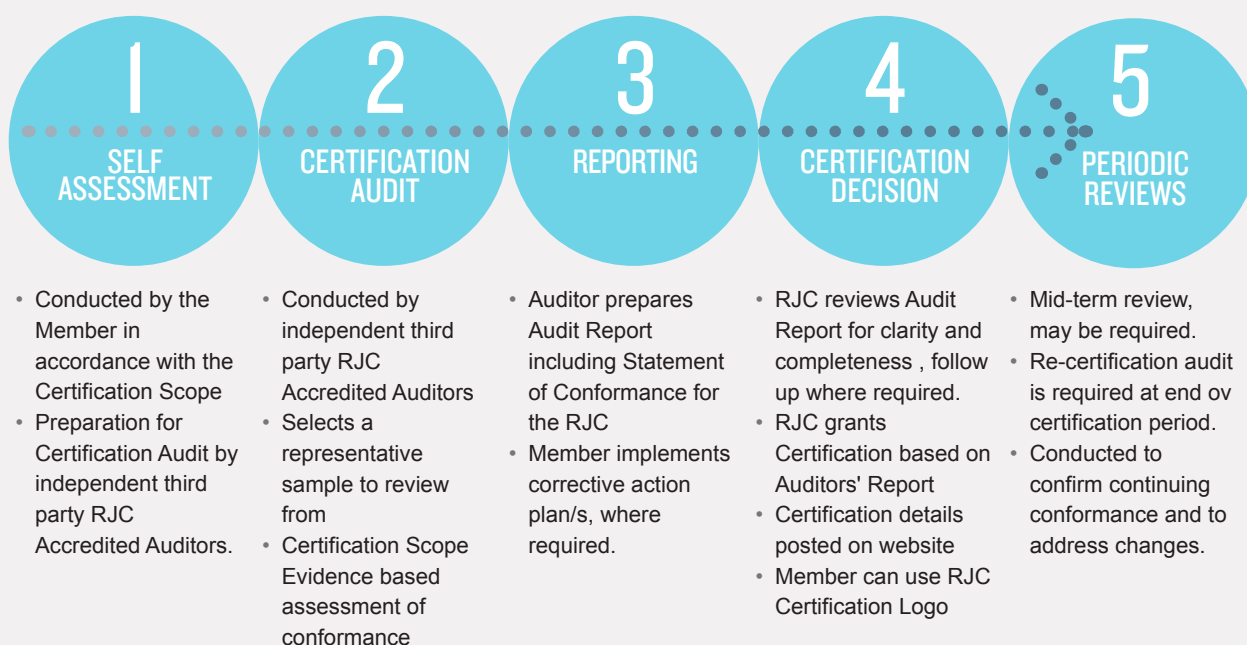 1
SELF
ASSESSMENT
• Conducted by the
Member in
accordance with the
Certification Scope
• Preparation for
Certification Audit by
independent third
party RJC
Accredited Auditors.
2
CERTIFICATION
AUDIT
• Conducted by
independent third
party RJC
Accredited Auditors
• Selects a
representative
sample to review
from
• Certification Scope
Evidence based
assessment of
conformance
3
REPORTING
• Auditor prepares
Audit Report
including Statement
of Conformance for
the RJC
• Member implements
corrective action
plan/s, where
required.
4
CERTIFICATION
DECISION
• RJC reviews Audit
Report for clarity and
completeness , follow
up where required.
• RJC grants
Certification based on
Auditors' Report
• Certification details
posted on website
• Member can use RJC
Certification Logo
5
PERIODIC
REVIEWS
• Mid-term review,
may be required.
• Re-certification audit
is required at end ov
certification period.
• Conducted to
confirm continuing
conformance and to
address changes.